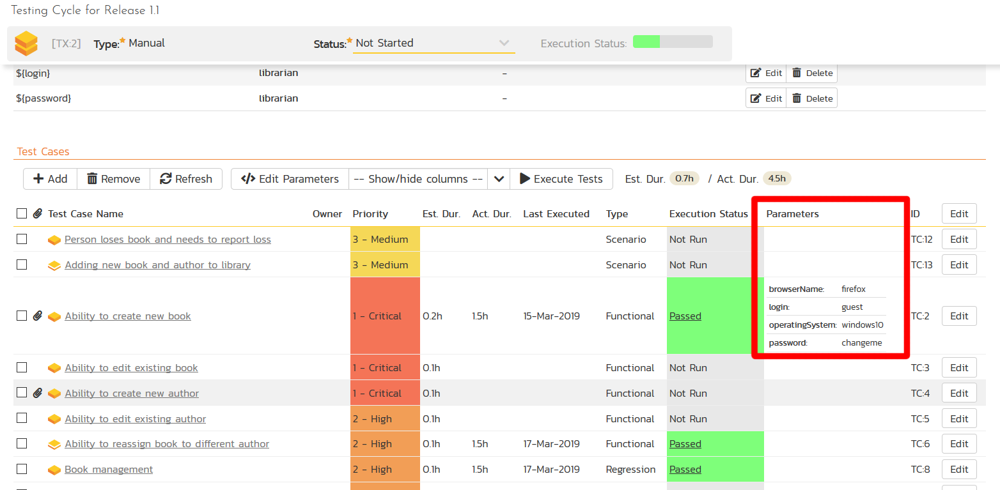 Testing Cycle for Release 1.1
[TX:2] Type:* Manual Status:* Not Started Execution Status:
${login} librarian - Edit Delete
${password} librarian - Edit Delete
Test Cases
Add Remove Refresh </> Edit Parameters -- Show/hide columns -- Execute Tests Est. Dur. 0.7h / Act. Dur. 4.5h
Test Case Name Owner Priority Est. Dur. Act. Dur. Last Executed Type Execution Status Parameters ID Edit
Person loses book and needs to report loss 3 - Medium Scenario Not Run TC:12 Edit
Adding new book and author to library 3 - Medium Scenario Not Run TC:13 Edit
Ability to create new book 1 - Critical 0.2h 1.5h 15-Mar-2019 Functional Passed TC:2 Edit
browserName: firefox
login: guest
operatingSystem: windows10
password: changeme
Ability to edit existing book 1 - Critical 0.1h Functional Not Run TC:3 Edit
Ability to create new author 1 - Critical 0.1h Functional Not Run TC:4 Edit
Ability to edit existing author 2 - High 0.1h Functional Not Run TC:5 Edit
Ability to reassign book to different author 2 - High 0.1h 1.5h 17-Mar-2019 Functional Passed TC:6 Edit
Book management 2 - High 0.1h 1.5h 17-Mar-2019 Regression Passed TC:8 Edit